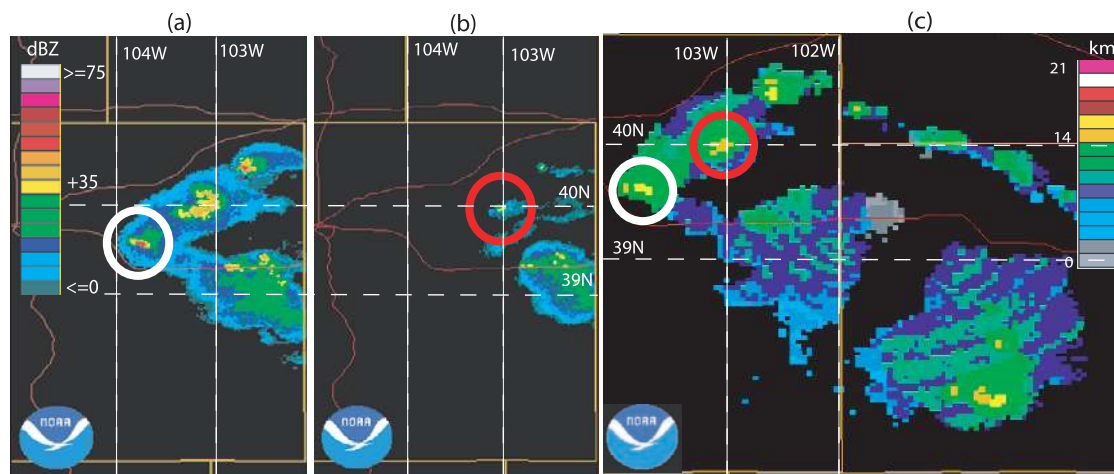 (a)
(b)
(c)
dBZ
104W
103W
>=75
+35
<=0
NOAA
104W
103W
40N
39N
NOAA
103W
102W
40N
39N
km
21
14
0
NOAA